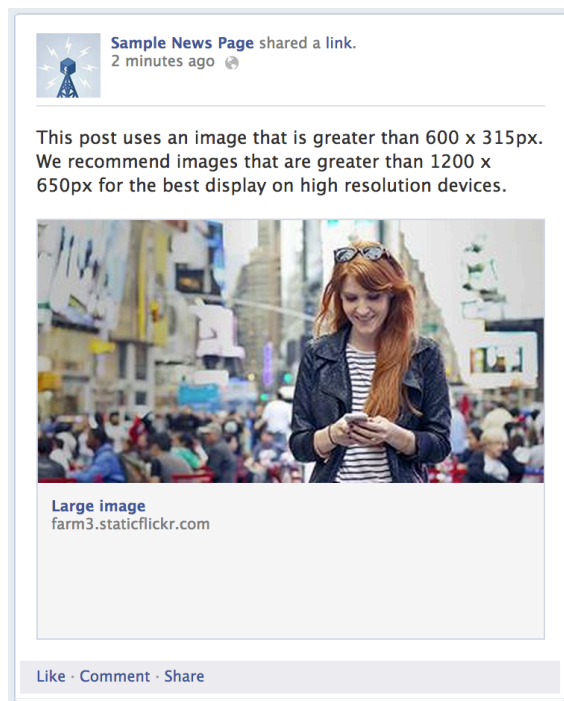 Sample News Page shared a link.
2 minutes ago
This post uses an image that is greater than 600 x 315px.
We recommend images that are greater than 1200 x
650px for the best display on high resolution devices.
Large image
farm3.staticflickr.com
Like · Comment · Share